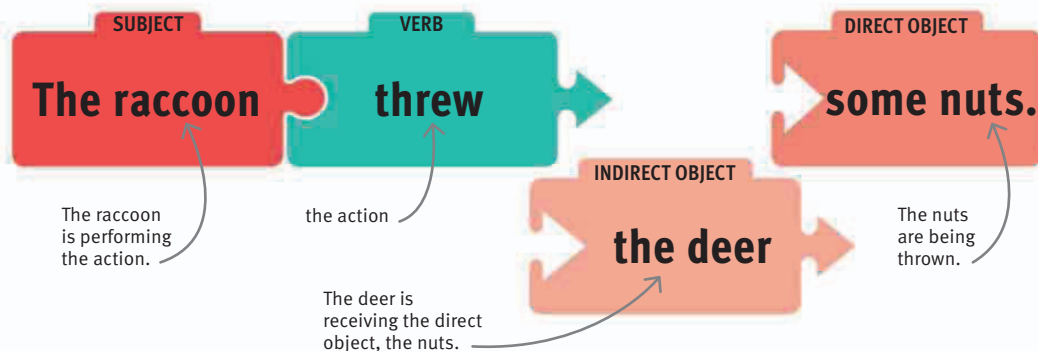 SUBJECT
The raccoon
VERB
threw
DIRECT OBJECT
some nuts.
INDIRECT OBJECT
the deer
The raccoon
is performing
the action.
the action
The deer is
receiving the direct
object, the nuts.
The nuts
are being
thrown.